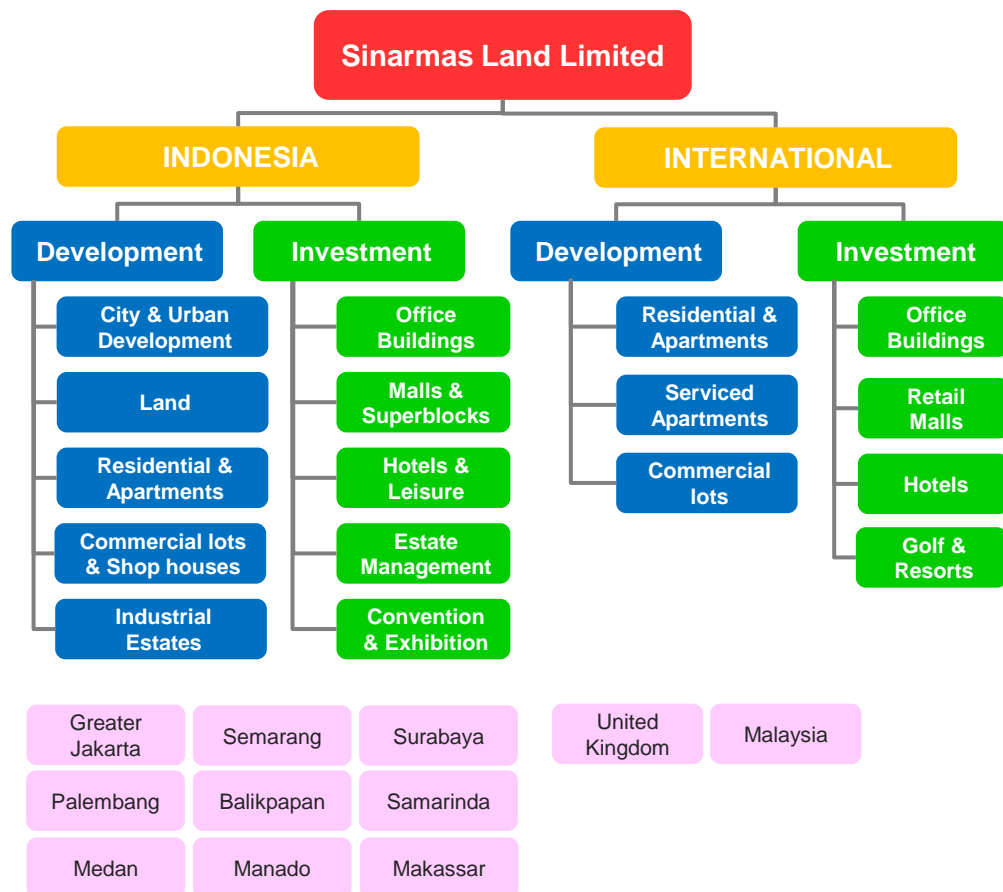 Sinarmas Land Limited
INDONESIA
INTERNATIONAL
Development
Investment
Development
Investment
City & Urban
Development
Land
Residential &
Apartments
Commercial lots
& Shop houses
Industrial
Estates
Office
Buildings
Malls &
Superblocks
Hotels &
Leisure
Estate
Management
Convention
& Exhibition
Residential &
Apartments
Serviced
Apartments
Commercial
lots
Office
Buildings
Retail
Malls
Hotels
Golf &
Resorts
Greater
Jakarta
Semarang
Surabaya
Palembang
Balikpapan
Samarinda
Medan
Manado
Makassar
United
Kingdom
Malaysia